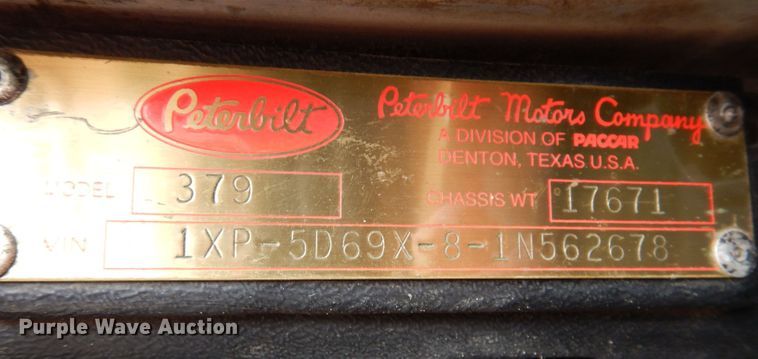 Peterbilt
Peterbilt Motors Company
A DIVISION OF PACCAR
DENTON, TEXAS U.S.A.
MODEL 379
CHASSIS WT 17671
VIN 1XP-5D69X-8-1N562678
Purple Wave Auction